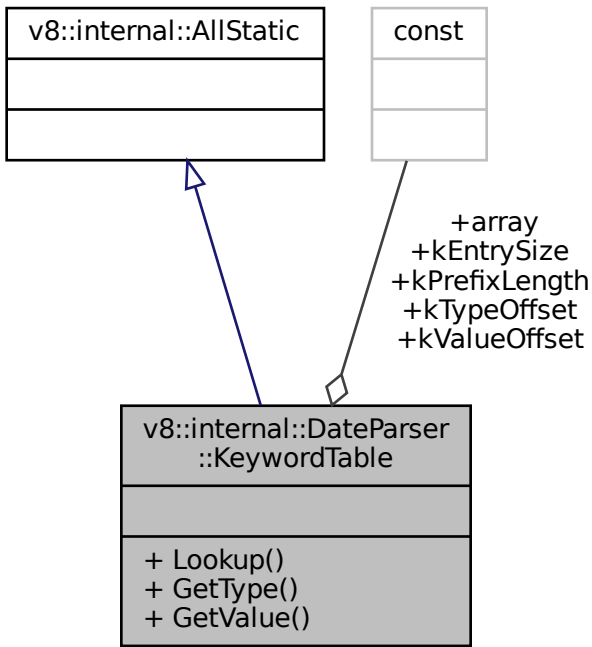 v8::internal::AllStatic
const
+array
+kEntrySize
+kPrefixLength
+kTypeOffset
+kValueOffset
v8::internal::DateParser
::KeywordTable
+ Lookup()
+ GetType()
+ GetValue()